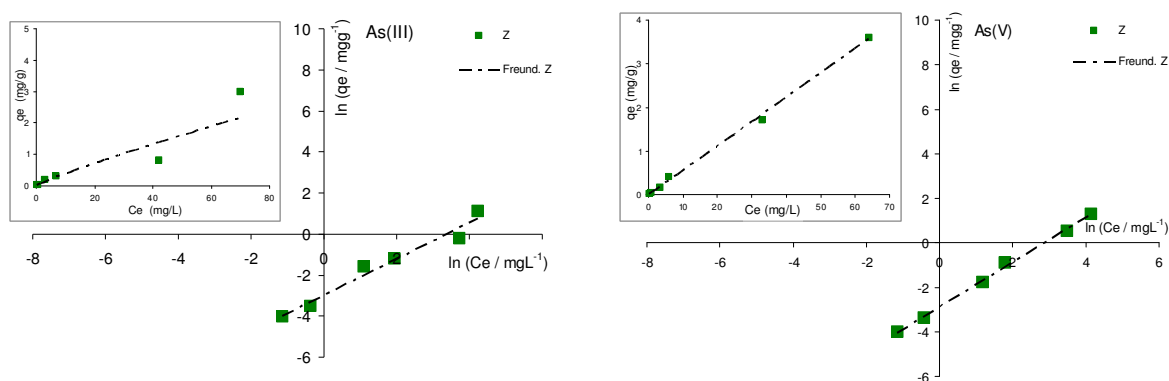 As(III)
Z
Freund. Z
ln (qe / mgg-1)
10
8
6
4
2
0
-2
-4
-6
-8 -6 -4 -2 0 2 4
ln (Ce / mgL-1)
qe (mg/g)
5
4
3
2
1
0
0 20 40 60 80
Ce (mg/L)
As(V)
Z
Freund. Z
ln (qe / mgg-1)
10
8
6
4
2
0
-2
-4
-6
-8 -6 -4 -2 0 2 4 6
ln (Ce / mgL-1)
qe (mg/g)
4
3
2
1
0
0 10 20 30 40 50 60 70
Ce (mg/L)